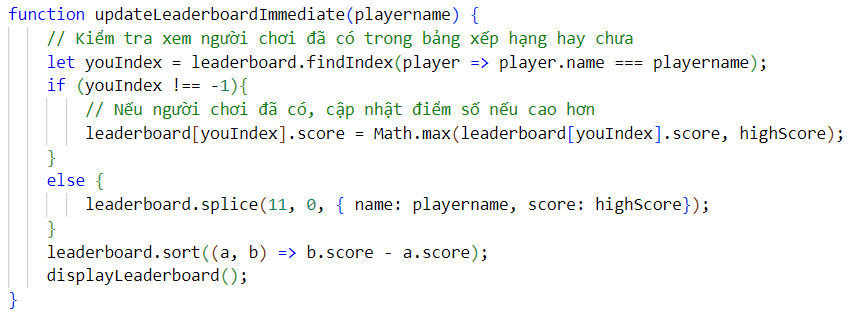 function updateLeaderboardImmediate(playername) {
    // Kiểm tra xem người chơi đã có trong bảng xếp hạng hay chưa
    let youIndex = leaderboard.findIndex(player => player.name === playername);
    if (youIndex !== -1){
        // Nếu người chơi đã có, cập nhật điểm số nếu cao hơn
        leaderboard[youIndex].score = Math.max(leaderboard[youIndex].score, highScore);
    }
    else {
        leaderboard.splice(11, 0, { name: playername, score: highScore});
    }
    leaderboard.sort((a, b) => b.score - a.score);
    displayLeaderboard();
}